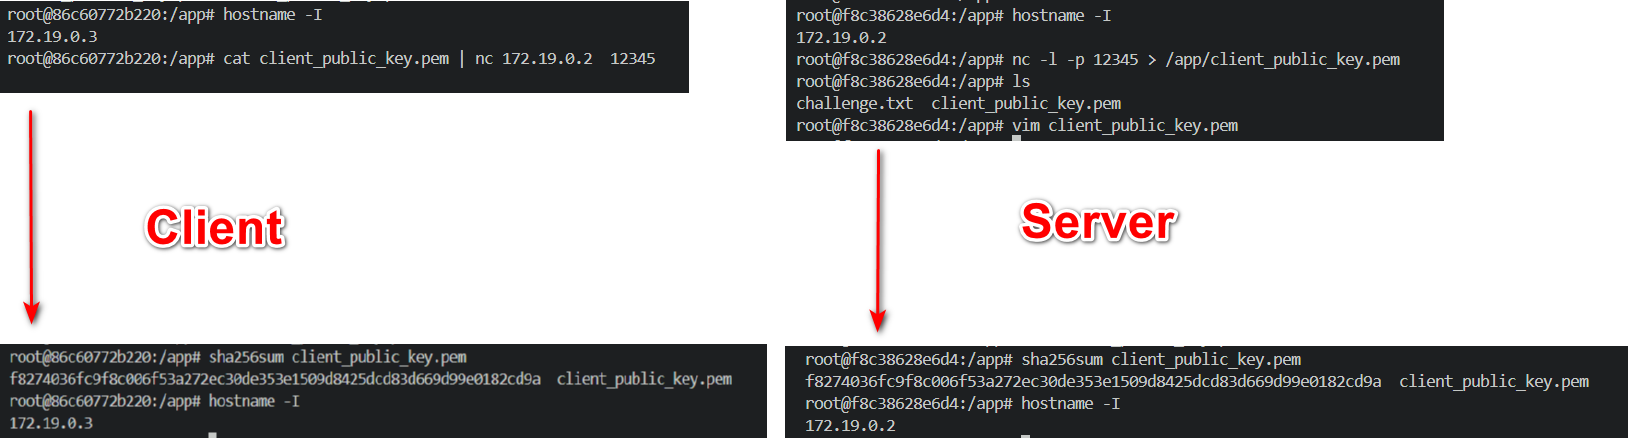 root@86c60772b220:/app# hostname -I
172.19.0.3
root@86c60772b220:/app# cat client_public_key.pem | nc 172.19.0.2  12345
root@f8c38628e6d4:/app# hostname -I
172.19.0.2
root@f8c38628e6d4:/app# nc -l -p 12345 > /app/client_public_key.pem
root@f8c38628e6d4:/app# ls
challenge.txt  client_public_key.pem
root@f8c38628e6d4:/app# vim client_public_key.pem
Client
Server
root@86c60772b220:/app# sha256sum client_public_key.pem
f8274036fc9f8c006f53a272ec30de353e1509d8425dcd83d669d99e0182cd9a  client_public_key.pem
root@86c60772b220:/app# hostname -I
172.19.0.3
root@f8c38628e6d4:/app# sha256sum client_public_key.pem
f8274036fc9f8c006f53a272ec30de353e1509d8425dcd83d669d99e0182cd9a  client_public_key.pem
root@f8c38628e6d4:/app# hostname -I
172.19.0.2